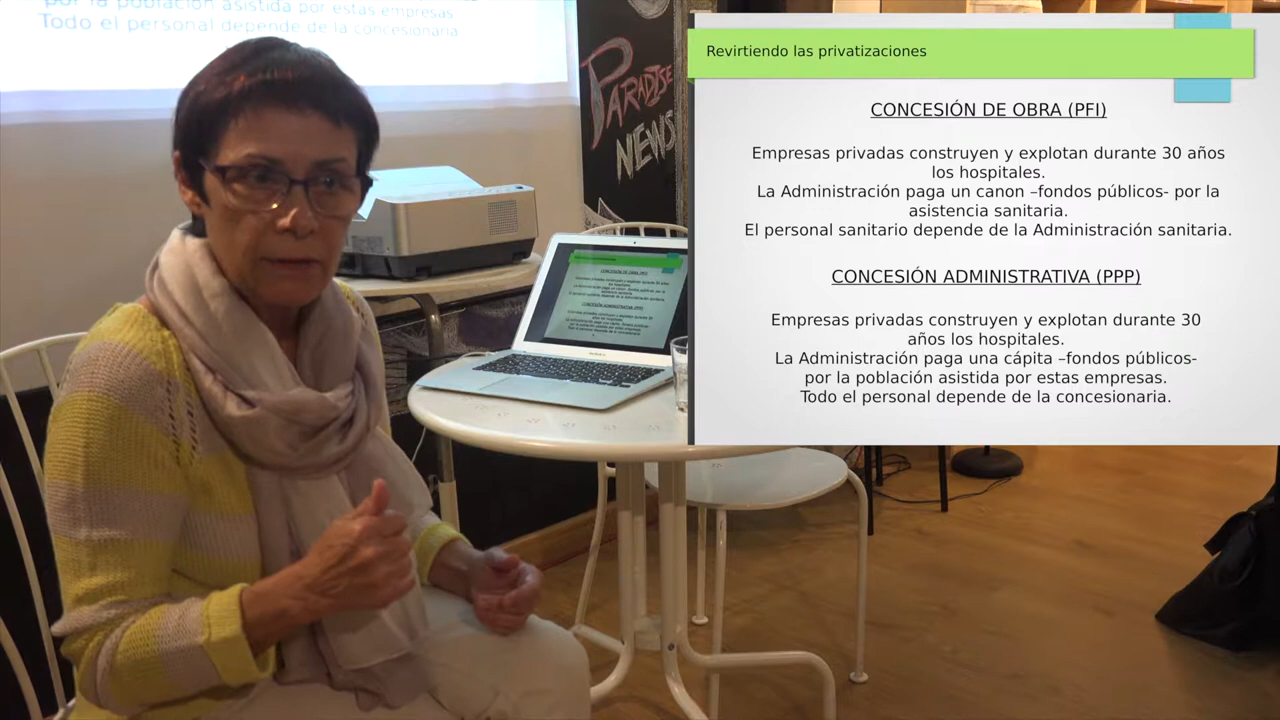 por la población asistida por estas empresas.
Todo el personal depende de la concesionaria.
PARADISE
NEWS
Revirtiendo las privatizaciones
CONCESIÓN DE OBRA (PFI)
Empresas privadas construyen y explotan durante 30 años
los hospitales.
La Administración paga un canon –fondos públicos- por la
asistencia sanitaria.
El personal sanitario depende de la Administración sanitaria.
CONCESIÓN ADMINISTRATIVA (PPP)
Empresas privadas construyen y explotan durante 30
años los hospitales.
La Administración paga una cápita –fondos públicos-
por la población asistida por estas empresas.
Todo el personal depende de la concesionaria.